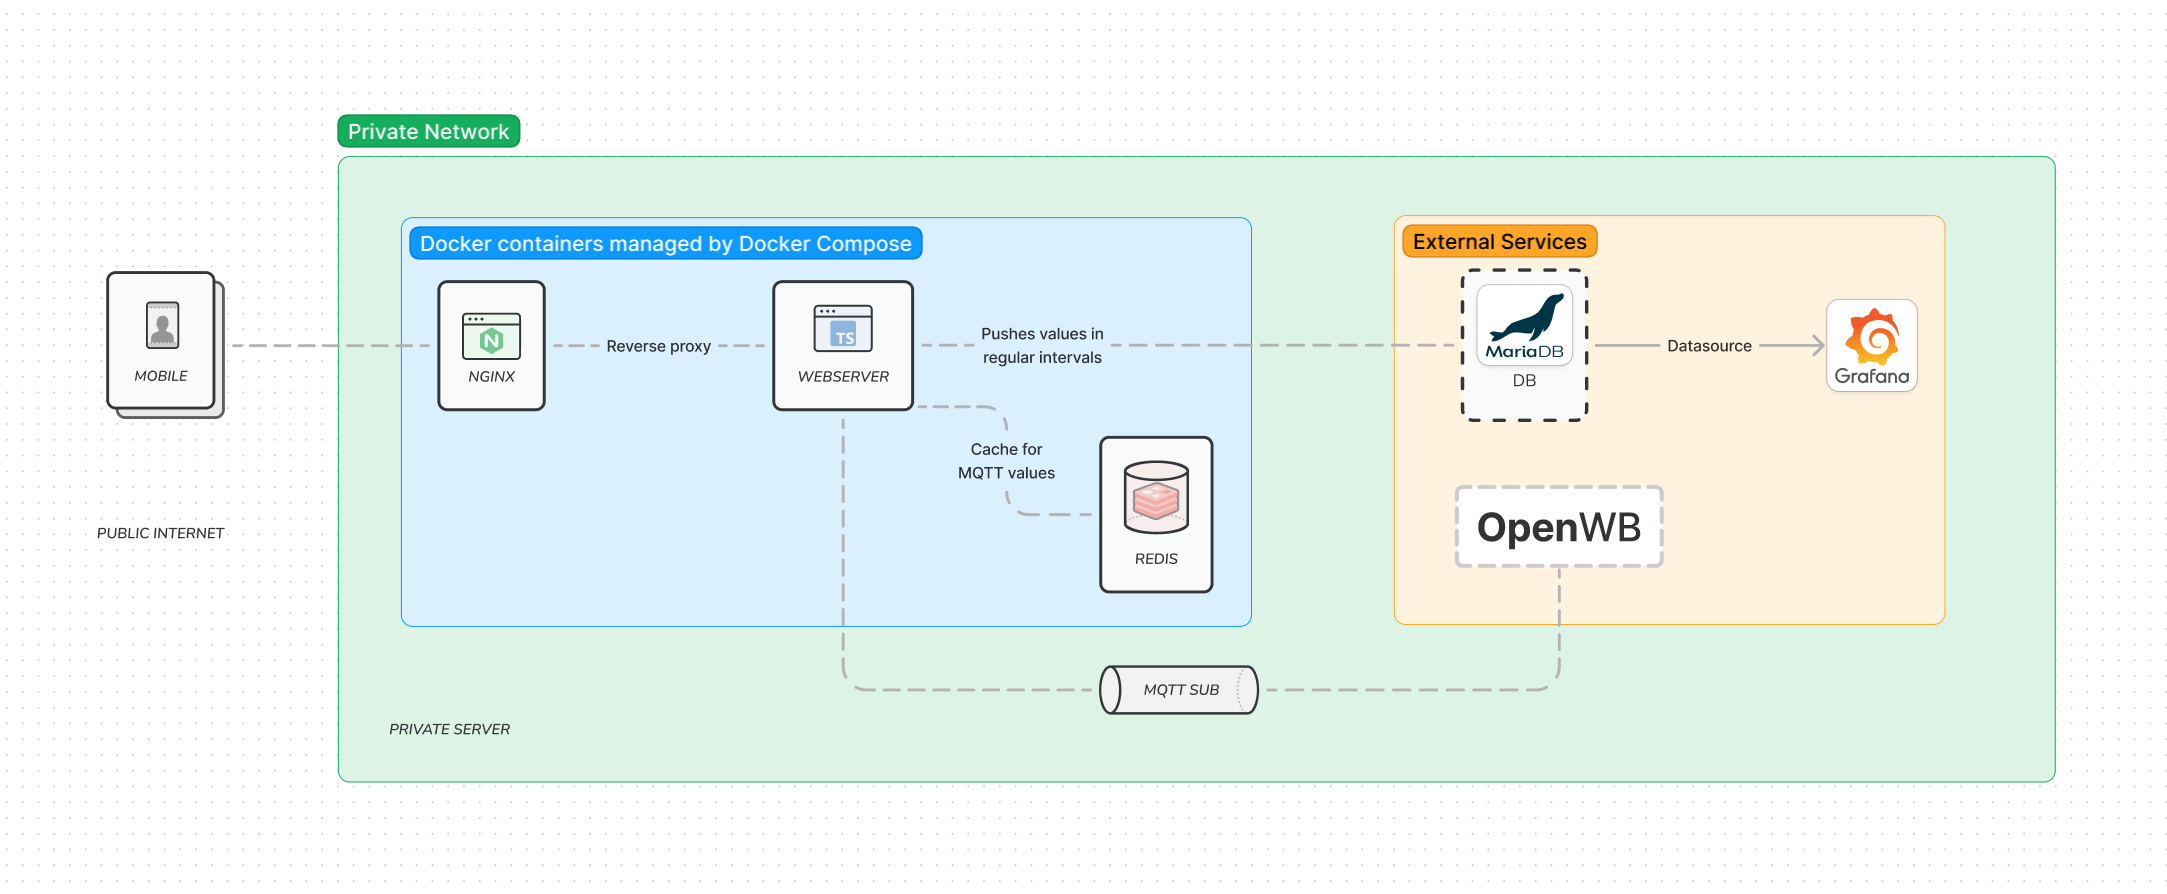 Private Network
Docker containers managed by Docker Compose
External Services
MOBILE
N
NGINX
Reverse proxy
TS
WEBSERVER
Pushes values in
regular intervals
MariaDB
DB
Datasource
Grafana
Cache for
MQTT values
REDIS
OpenWB
PUBLIC INTERNET
MQTT SUB
PRIVATE SERVER